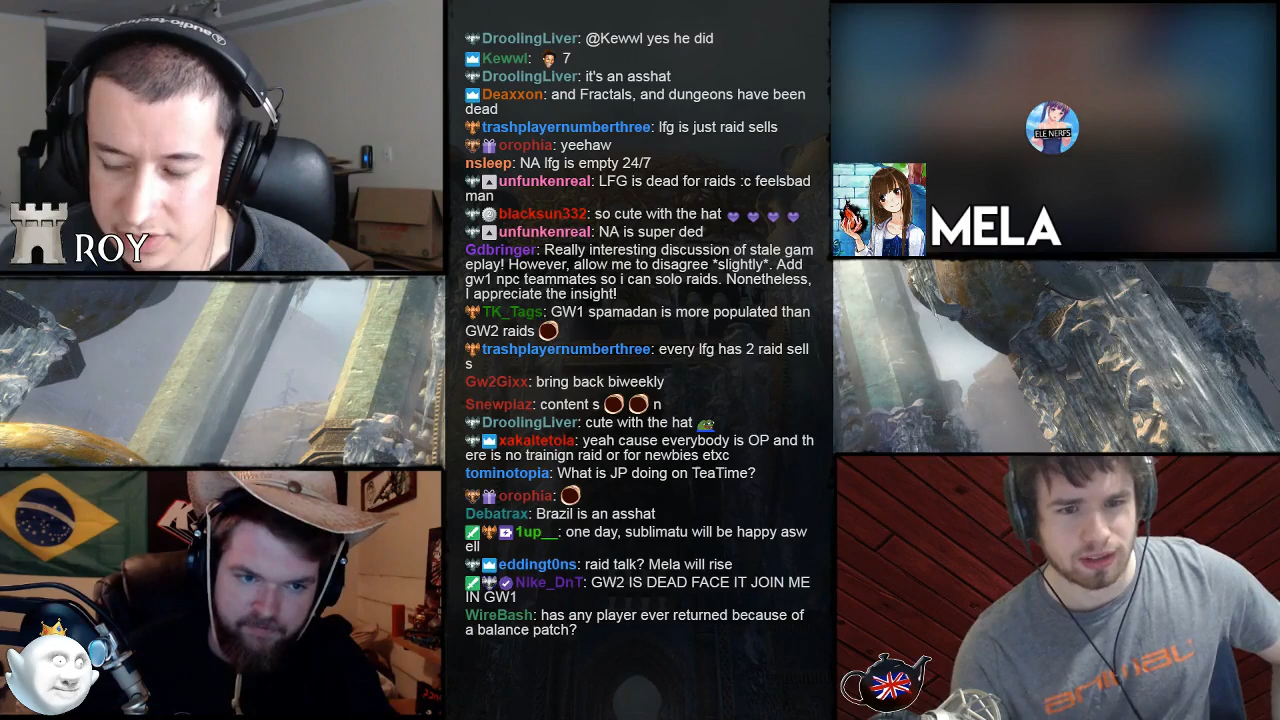 audio-technica
ROY
DroolingLiver: @Kewwl yes he did
Kewwl: 7
DroolingLiver: it's an asshat
Deaxxon: and Fractals, and dungeons have been
dead
trashplayernumberthree: lfg is just raid sells
orophia: yeehaw
nsleep: NA lfg is empty 24/7
unfunkenreal: LFG is dead for raids :c feelsbad
man
blacksun332: so cute with the hat
unfunkenreal: NA is super ded
Gdbringer: Really interesting discussion of stale gam
eplay! However, allow me to disagree *slightly*. Add
gw1 npc teammates so i can solo raids. Nonetheless,
I appreciate the insight!
TK_Tags: GW1 spamadan is more populated than
GW2 raids
trashplayernumberthree: every lfg has 2 raid sell
s
Gw2Gixx: bring back biweekly
Snewpiaz: content s n
DroolingLiver: cute with the hat
xakaltetoia: yeah cause everybody is OP and th
ere is no trainign raid or for newbies etxc
tominotopia: What is JP doing on TeaTime?
orophia:
Debatrax: Brazil is an asshat
1up__: one day, sublimatu will be happy asw
ell
eddingt0ns: raid talk? Mela will rise
Nike_DnT: GW2 IS DEAD FACE IT JOIN ME
IN GW1
WireBash: has any player ever returned because of
a balance patch?
ELE NERFS
MELA
ANIMAL